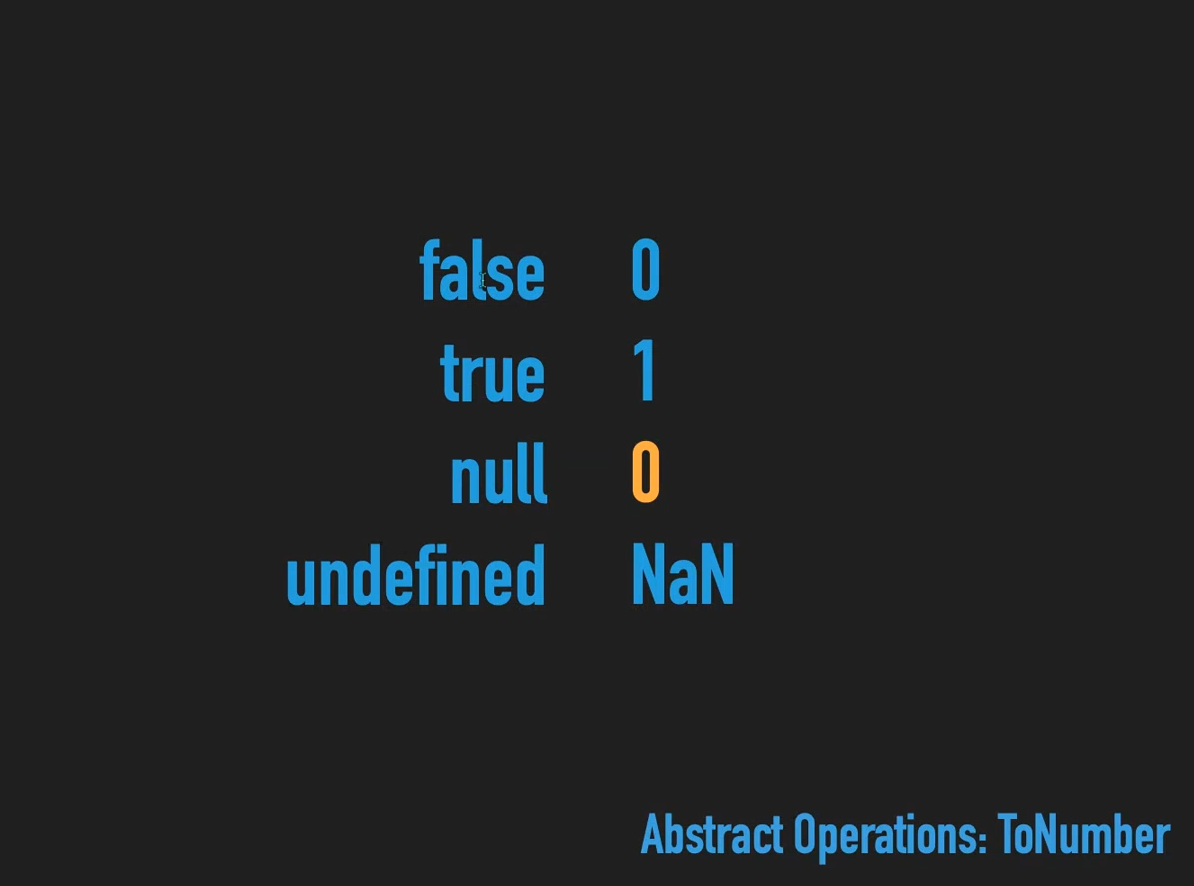 false 0
true 1
null 0
undefined NaN
Abstract Operations: ToNumber